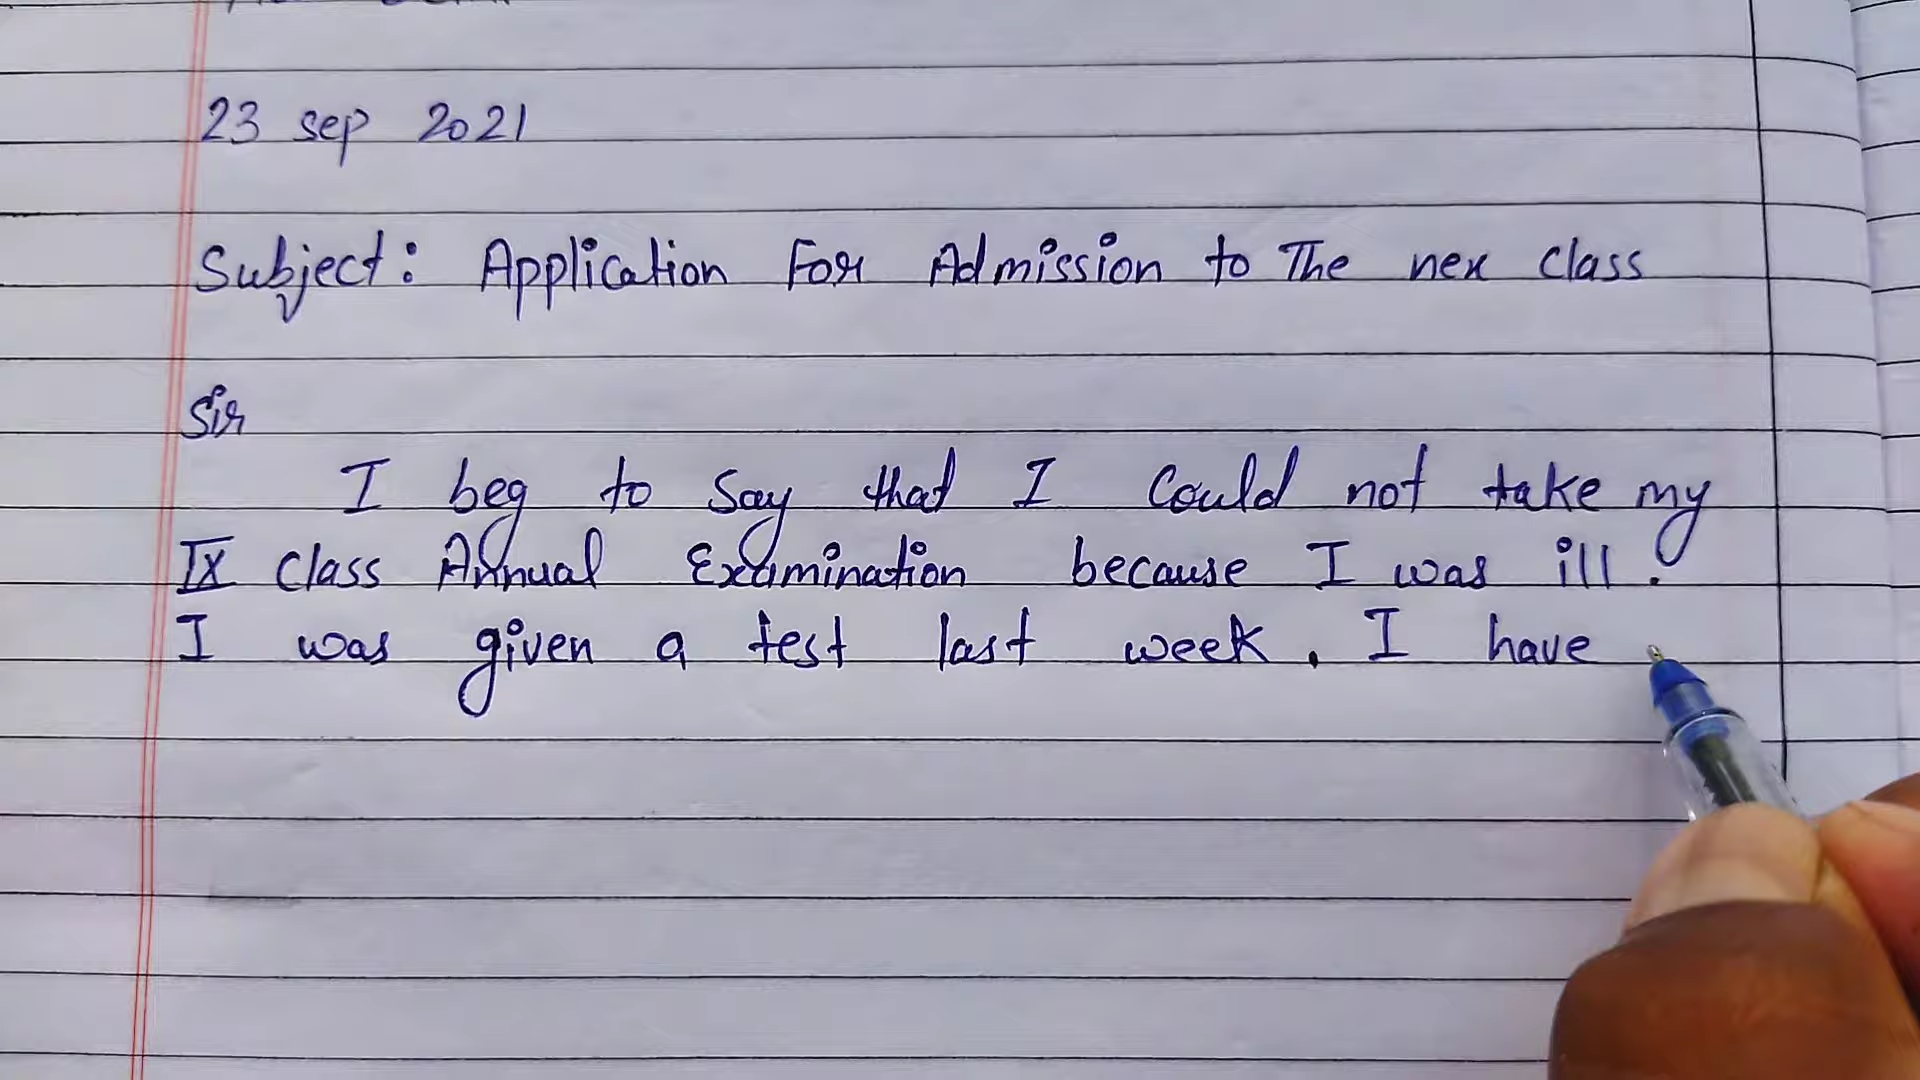 23 sep 2021
Subject: Application For Admission to The nex class
Sir
I beg to Say that I Could not take my
IX class Annual Examination because I was ill.
I was given a test last week. I have